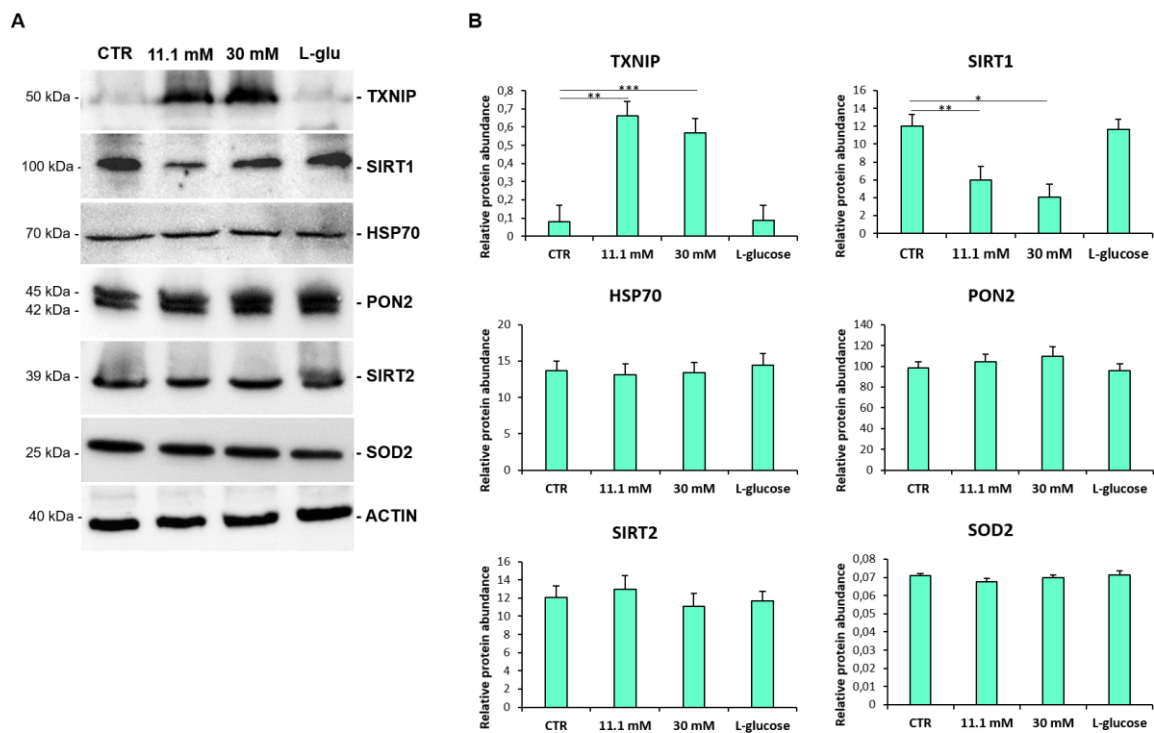 A
CTR 11.1 mM 30 mM L-glu
50 kDa - - TXNIP
100 kDa - - SIRT1
70 kDa - - HSP70
45 kDa -
42 kDa - - PON2
39 kDa - - SIRT2
25 kDa - - SOD2
40 kDa - - ACTIN
B
TXNIP
Relative protein abundance
0,8
0,7
0,6
0,5
0,4
0,3
0,2
0,1
0
***
**
CTR 11.1 mM 30 mM L-glucose
SIRT1
Relative protein abundance
16
14
12
10
8
6
4
2
0
*
**
CTR 11.1 mM 30 mM L-glucose
HSP70
Relative protein abundance
20
15
10
5
0
CTR 11.1 mM 30 mM L-glucose
PON2
Relative protein abundance
140
120
100
80
60
40
20
0
CTR 11.1 mM 30 mM L-glucose
SIRT2
Relative protein abundance
16
14
12
10
8
6
4
2
0
CTR 11.1 mM 30 mM L-glucose
SOD2
Relative protein abundance
0,08
0,07
0,06
0,05
0,04
0,03
0,02
0,01
0
CTR 11.1 mM 30 mM L-glucose